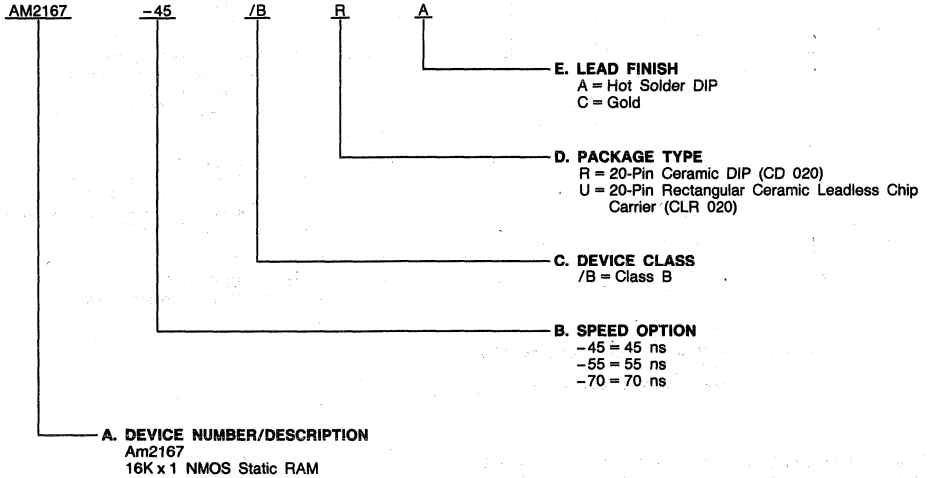 AM2167 -45 /B R A
E. LEAD FINISH
A = Hot Solder DIP
C = Gold
D. PACKAGE TYPE
R = 20-Pin Ceramic DIP (CD 020)
U = 20-Pin Rectangular Ceramic Leadless Chip
Carrier (CLR 020)
C. DEVICE CLASS
/B = Class B
B. SPEED OPTION
-45 = 45 ns
-55 = 55 ns
-70 = 70 ns
A. DEVICE NUMBER/DESCRIPTION
Am2167
16K x 1 NMOS Static RAM